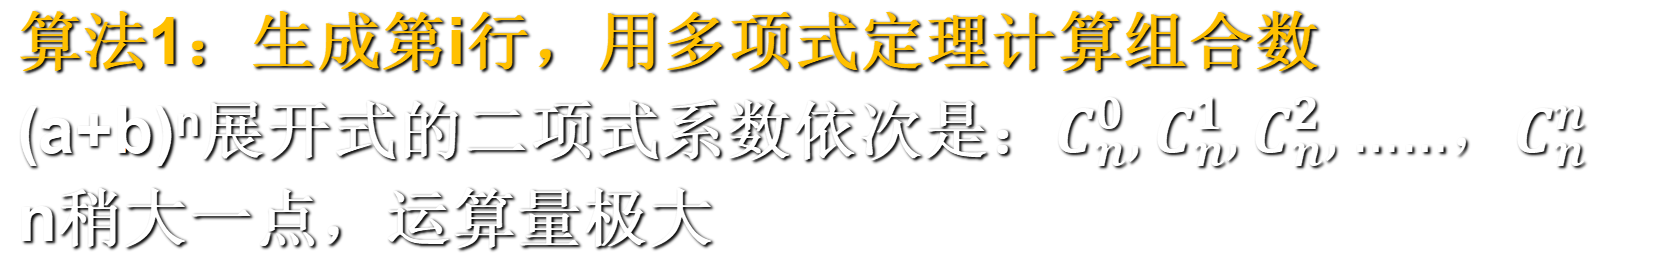 算法1：生成第i行，用多项式定理计算组合数
(a+b)ⁿ展开式的二项式系数依次是：$C_n^0, C_n^1, C_n^2, ……，C_n^n$
n稍大一点，运算量极大